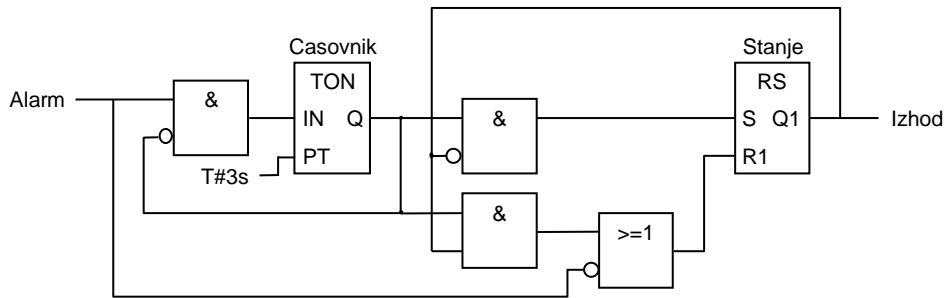 Casovnik
Stanje
TON
RS
Alarm
&
IN Q
&
S Q1
Izhod
PT
R1
T#3s
&
>=1